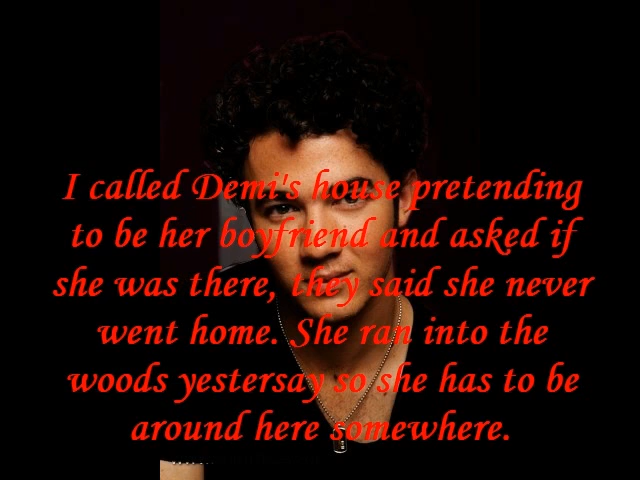 I called Demi's house pretending
to be her boyfriend and asked if
she was there, they said she never
went home. She ran into the
woods yestersay so she has to be
around here somewhere.